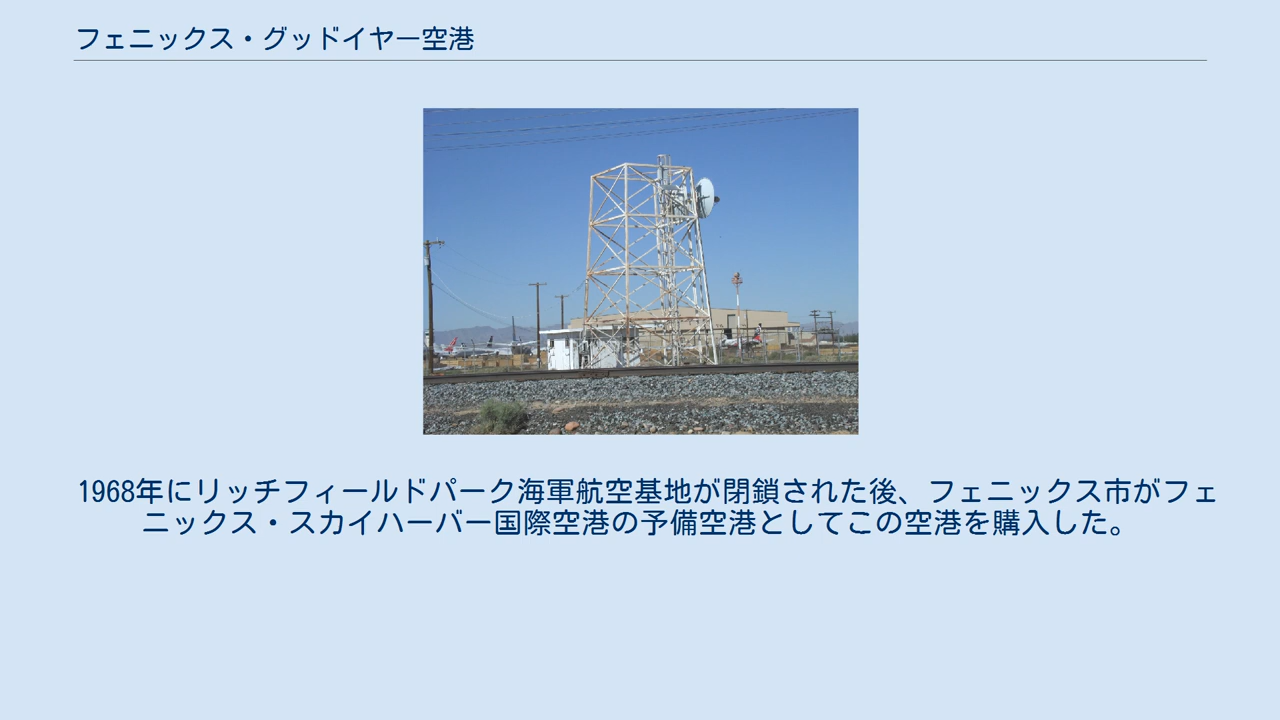 フェニックス・グッドイヤー空港
1968年にリッチフィールドパーク海軍航空基地が閉鎖された後、フェニックス市がフェ
ニックス・スカイハーバー国際空港の予備空港としてこの空港を購入した。